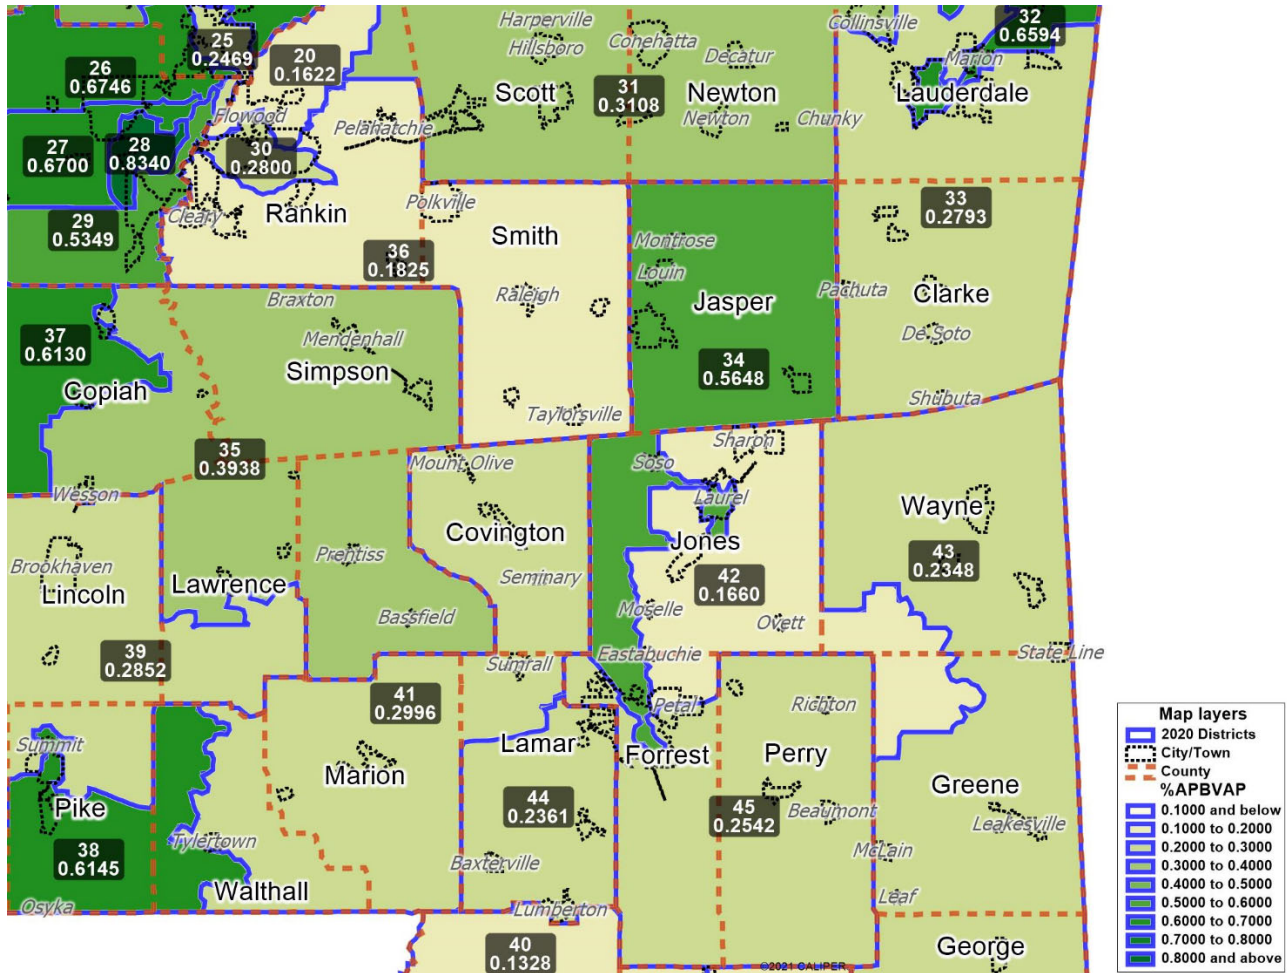 Harperville
Collinsville
32
0.6594
25
0.2469
20
0.1622
Hillsboro
Conehatta
Decatur
Marion
26
0.6746
Scott
31
0.3108
Newton
Lauderdale
Flowood
Pelahatchie
Newton
Chunky
27
0.6700
28
0.8340
30
0.2800
29
0.5349
Cleary
Rankin
Polkville
33
0.2793
Smith
36
0.1825
Montrose
Louin
Braxton
Raleigh
Jasper
Pachuta
Clarke
37
0.6130
Mendenhall
De Soto
Copiah
Simpson
34
0.5648
Shubuta
Taylorsville
35
0.3938
Sharon
Wesson
Mount Olive
Soso
Laurel
Wayne
Covington
Jones
Brookhaven
Prentiss
43
0.2348
Lincoln
Lawrence
Seminary
42
0.1660
Bassfield
Moselle
Ovett
39
0.2852
Sumrall
Eastabuchie
State Line
41
0.2996
Petal
Richton
Summit
Lamar
Forrest
Perry
Pike
Marion
Greene
44
0.2361
45
0.2542
Beaumont
Leakesville
38
0.6145
Tylertown
Baxterville
McLain
Walthall
Leaf
Osyka
Lumberton
40
0.1328
George
©2021 CALIPER
Map layers
2020 Districts
City/Town
County
%APBVAP
0.1000 and below
0.1000 to 0.2000
0.2000 to 0.3000
0.3000 to 0.4000
0.4000 to 0.5000
0.5000 to 0.6000
0.6000 to 0.7000
0.7000 to 0.8000
0.8000 and above